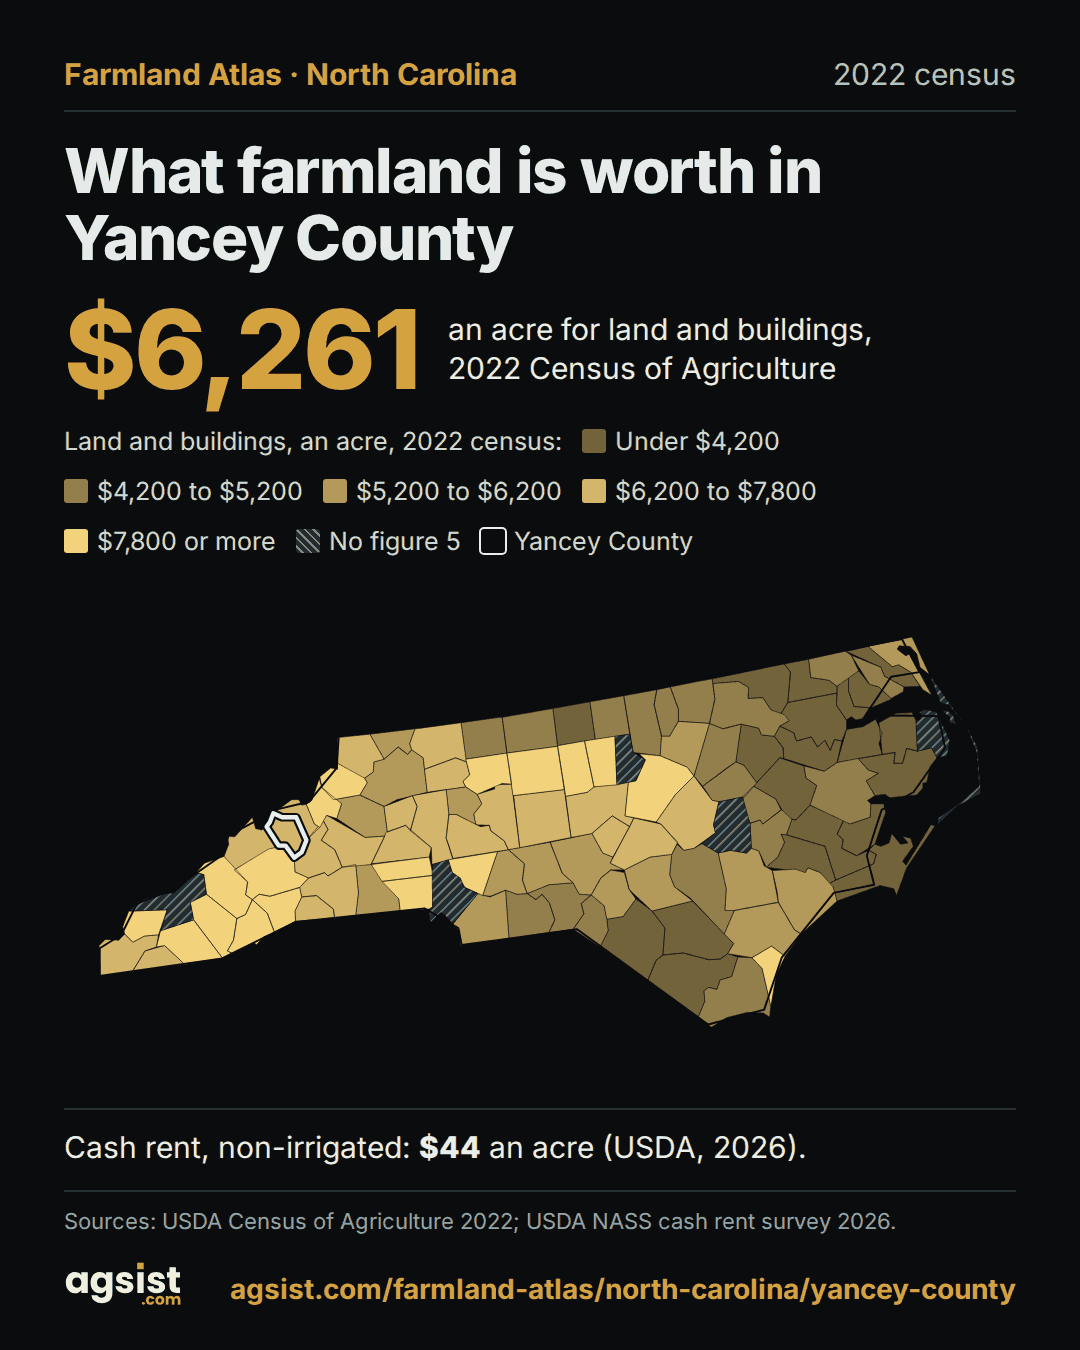 Farmland Atlas · North Carolina
2022 census
What farmland is worth in
Yancey County
$6,261
an acre for land and buildings,
2022 Census of Agriculture
Land and buildings, an acre, 2022 census: Under $4,200
$4,200 to $5,200 $5,200 to $6,200 $6,200 to $7,800
$7,800 or more No figure 5 Yancey County
Cash rent, non-irrigated: $44 an acre (USDA, 2026).
Sources: USDA Census of Agriculture 2022; USDA NASS cash rent survey 2026.
agsist
.com
agsist.com/farmland-atlas/north-carolina/yancey-county